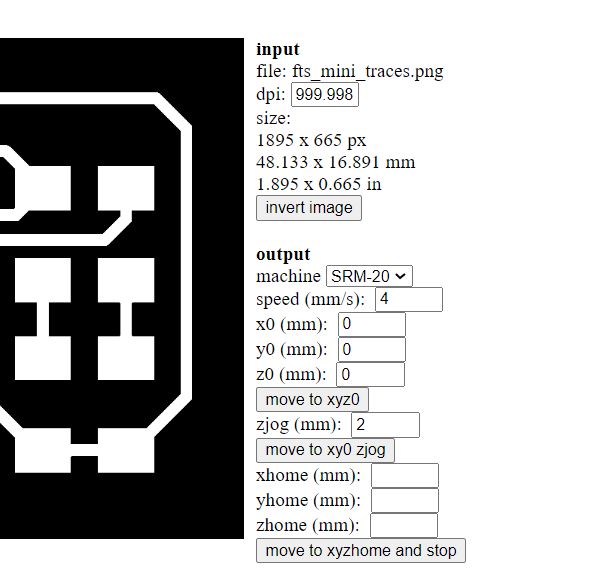 input
file: fts_mini_traces.png
dpi: 999.998
size:
1895 x 665 px
48.133 x 16.891 mm
1.895 x 0.665 in
invert image
output
machine SRM-20
speed (mm/s): 4
x0 (mm): 0
y0 (mm): 0
z0 (mm): 0
move to xyz0
zjog (mm): 2
move to xy0 zjog
xhome (mm):
yhome (mm):
zhome (mm):
move to xyzhome and stop